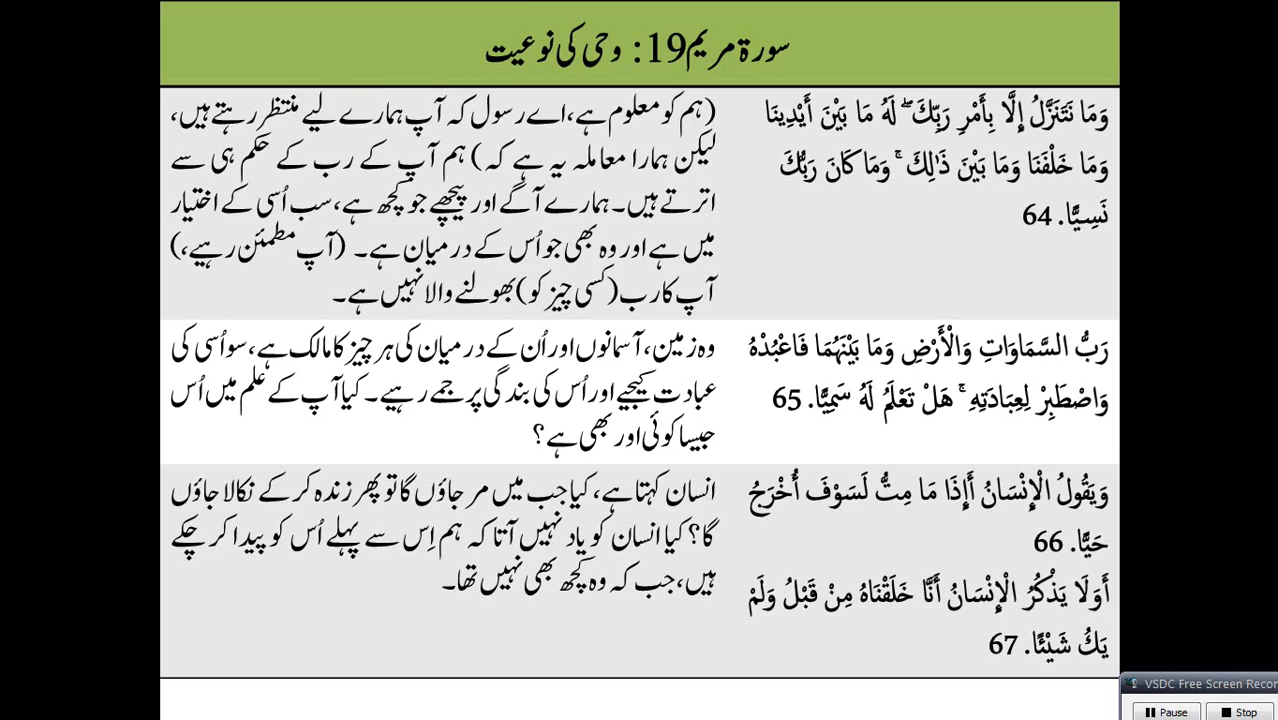 سورۃ مریم19: وحی کی نوعیت
وَمَا نَتَنَزَّلُ إِلَّا بِأَمْرِ رَبِّكَ ۖ لَهُ مَا بَيْنَ أَيْدِينَا
وَمَا خَلْفَنَا وَمَا بَيْنَ ذَٰلِكَ ۚ وَمَا كَانَ رَبُّكَ
نَسِيًّا. 64
(ہم کو معلوم ہے، اے رسول کہ آپ ہمارے لیے منتظر رہتے ہیں،
لیکن ہمارا معاملہ یہ ہے کہ) ہم آپ کے رب کے حکم ہی سے
اترتے ہیں۔ ہمارے آگے اور پیچھے جو کچھ ہے، سب اُسی کے اختیار
میں ہے اور وہ بھی جو اُس کے درمیان ہے۔ (آپ مطمئن رہیے،)
آپ کا رب (کسی چیز کو) بھولنے والا نہیں ہے۔
رَبُّ السَّمَاوَاتِ وَالْأَرْضِ وَمَا بَيْنَهُمَا فَاعْبُدْهُ
وَاصْطَبِرْ لِعِبَادَتِهِ ۚ هَلْ تَعْلَمُ لَهُ سَمِيًّا. 65
وہ زمین، آسمانوں اور اُن کے درمیان کی ہر چیز کا مالک ہے، سو اُسی کی
عبادت کیجیے اور اُس کی بندگی پر جمے رہیے۔ کیا آپ کے علم میں اُس
جیسا کوئی اور بھی ہے؟
وَيَقُولُ الْإِنْسَانُ أَإِذَا مَا مِتُّ لَسَوْفَ أُخْرَجُ
حَيًّا. 66
أَوَلَا يَذْكُرُ الْإِنْسَانُ أَنَّا خَلَقْنَاهُ مِنْ قَبْلُ وَلَمْ
يَكُ شَيْئًا. 67
انسان کہتا ہے، کیا جب میں مر جاؤں گا تو پھر زندہ کر کے نکالا جاؤں
گا؟ کیا انسان کو یاد نہیں آتا کہ ہم اِس سے پہلے اُس کو پیدا کر چکے
ہیں، جب کہ وہ کچھ بھی نہیں تھا۔
VSDC Free Screen Recor
Pause Stop